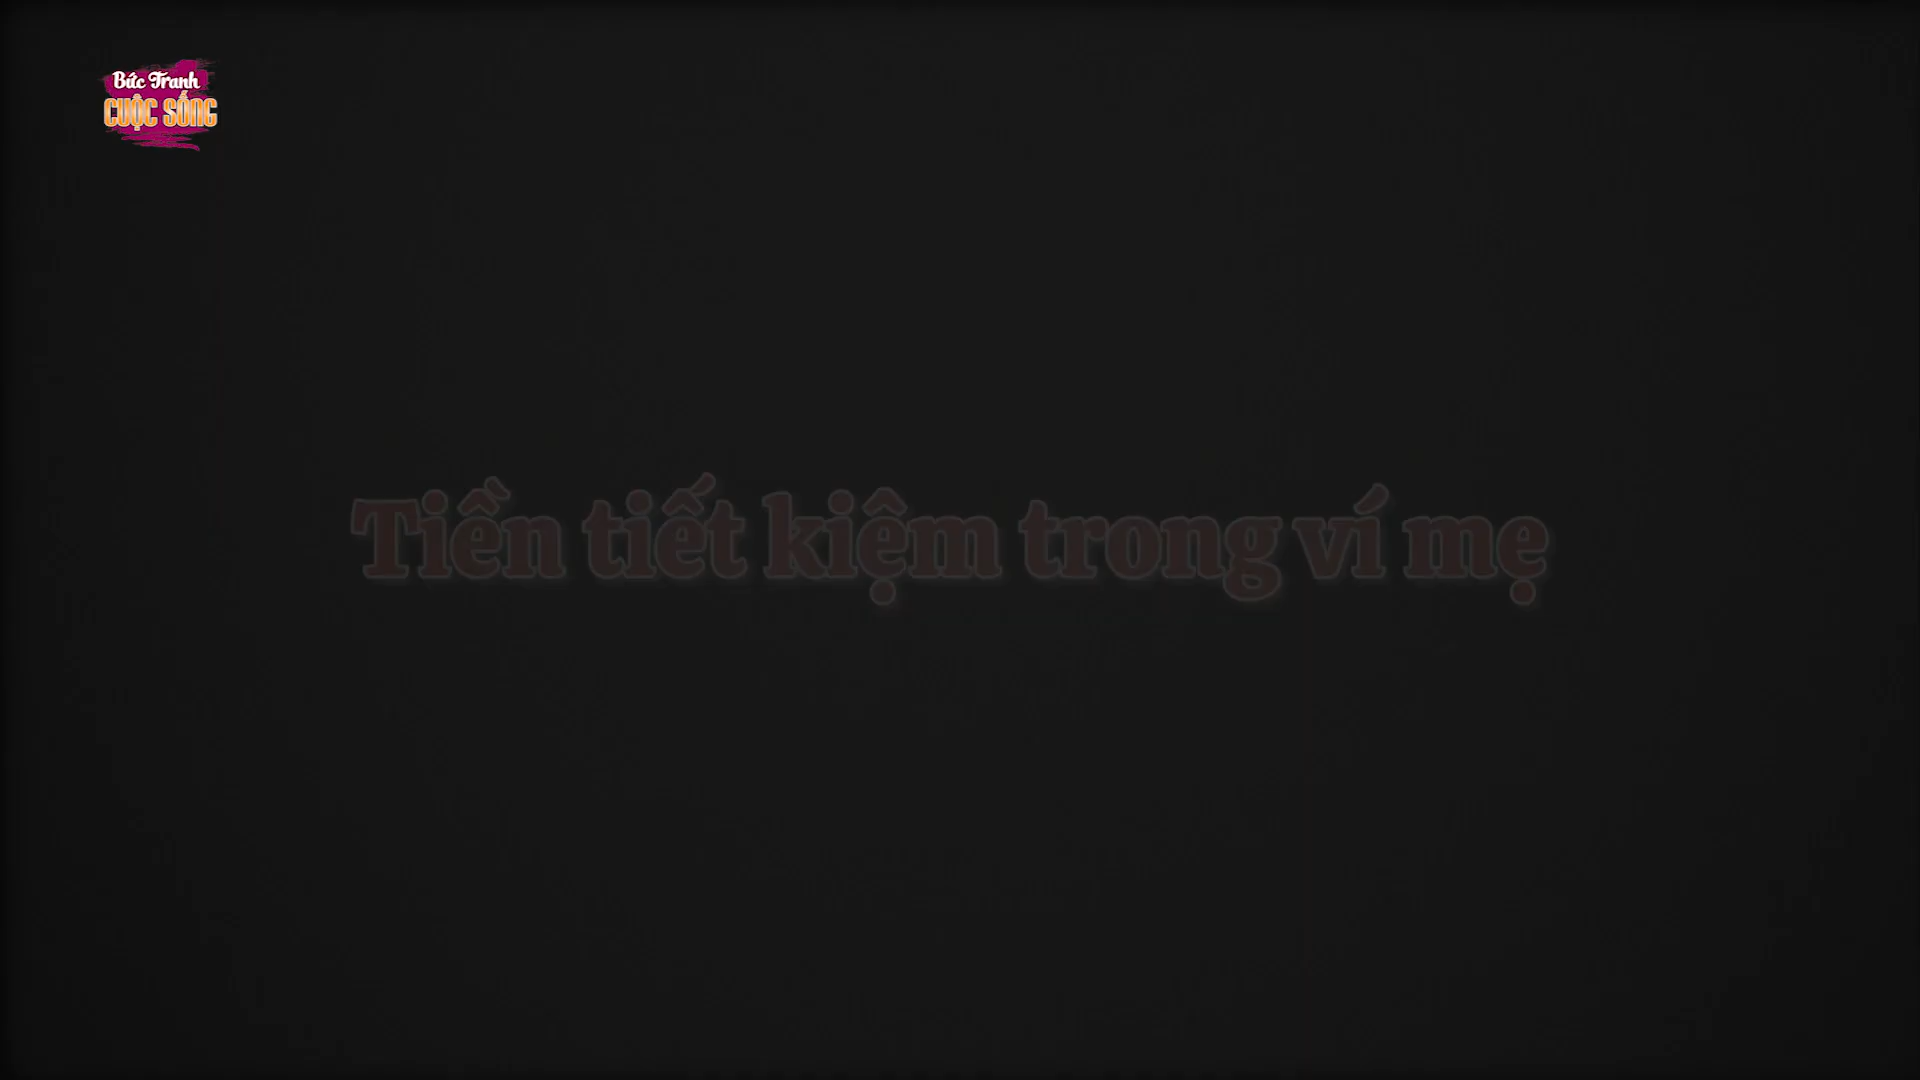 Bức Tranh
CUỘC SỐNG
Tiền tiết kiệm trong ví mẹ